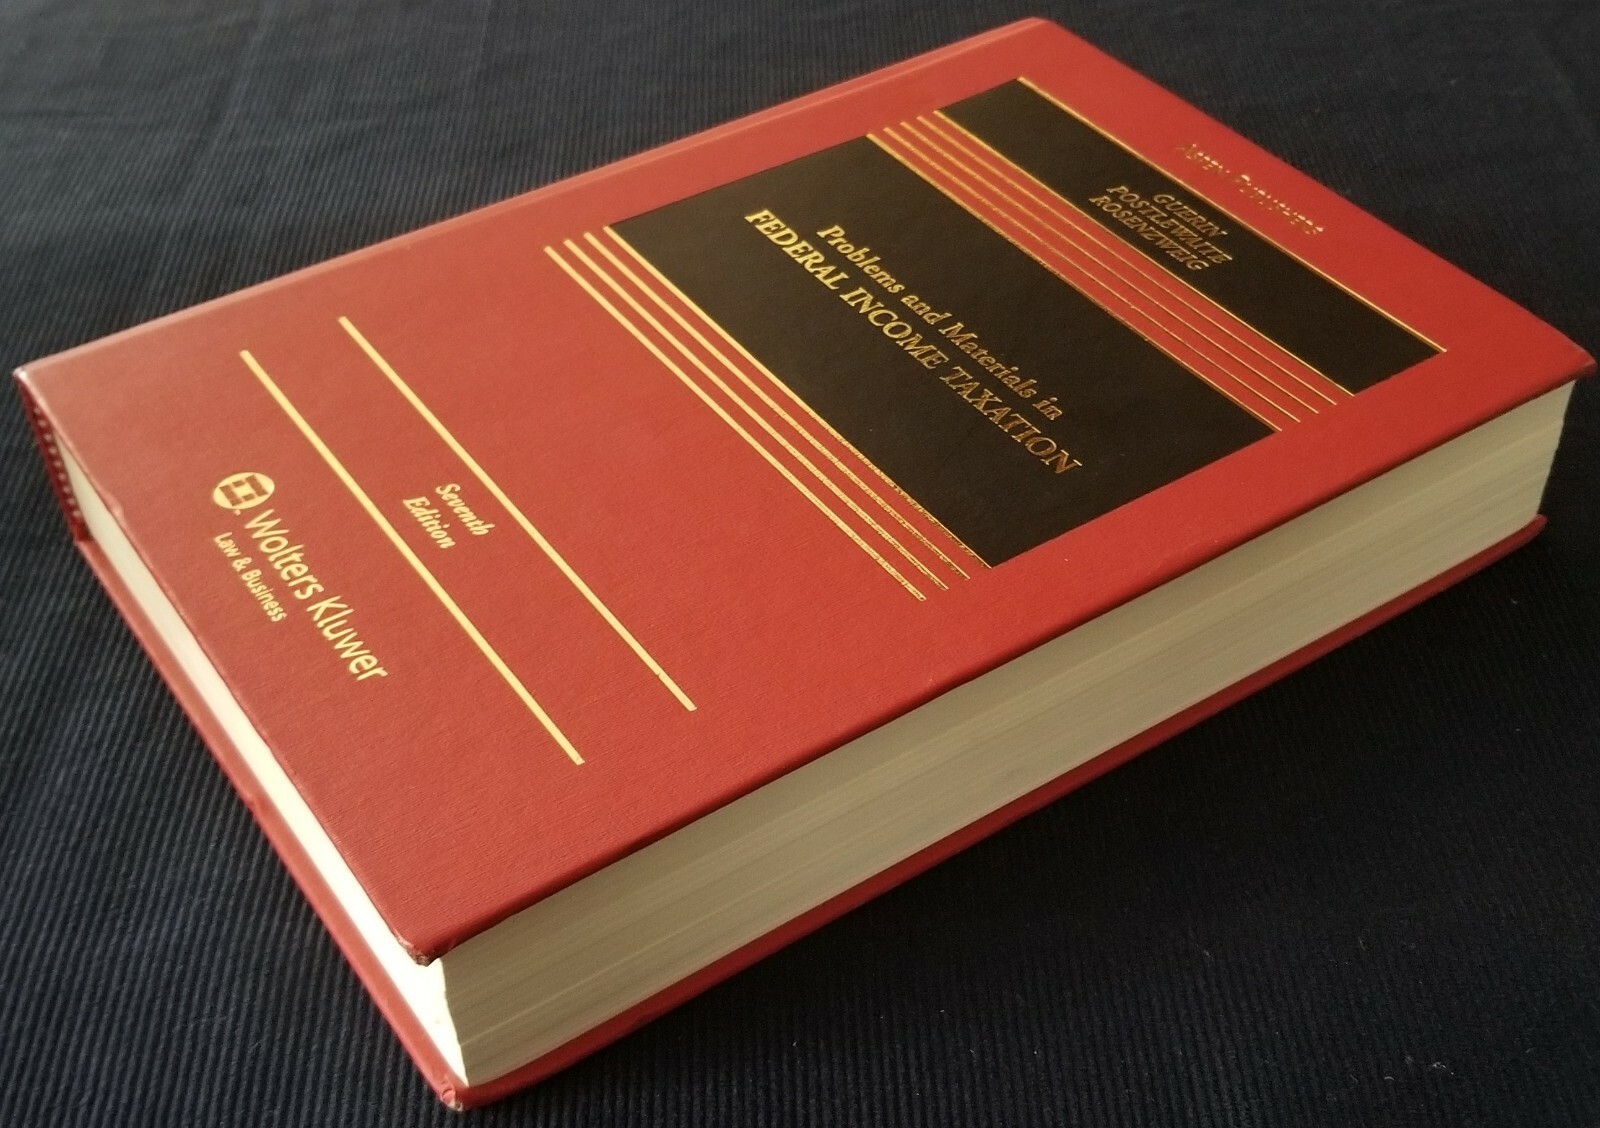 ASPEN PUBLISHERS
GUERIN
POSTLEWAITE
ROSENZWEIG
Problems and Materials in
FEDERAL INCOME TAXATION
Seventh
Edition
Wolters Kluwer
Law & Business